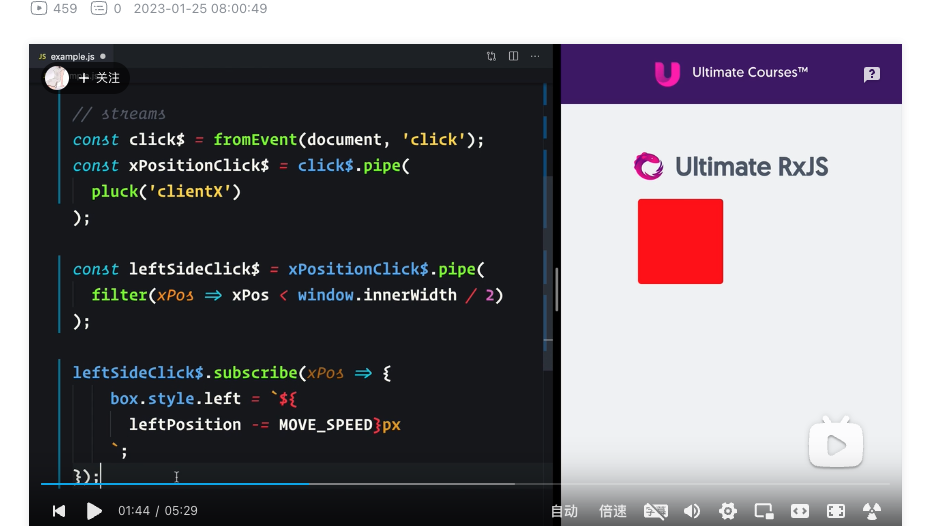 459 0 2023-01-25 08:00:49
JS example.js
+ 关注
Ultimate Courses™
// streams
const click$ = fromEvent(document, 'click');
const xPositionClick$ = click$.pipe(
pluck('clientX')
);
Ultimate RxJS
const leftSideClick$ = xPositionClick$.pipe(
filter(xPos => xPos < window.innerWidth / 2)
);
leftSideClick$.subscribe(xPos => {
box.style.left = `${
leftPosition -= MOVE_SPEED}px
`;
});
01:44 / 05:29 自动 倍速 字幕